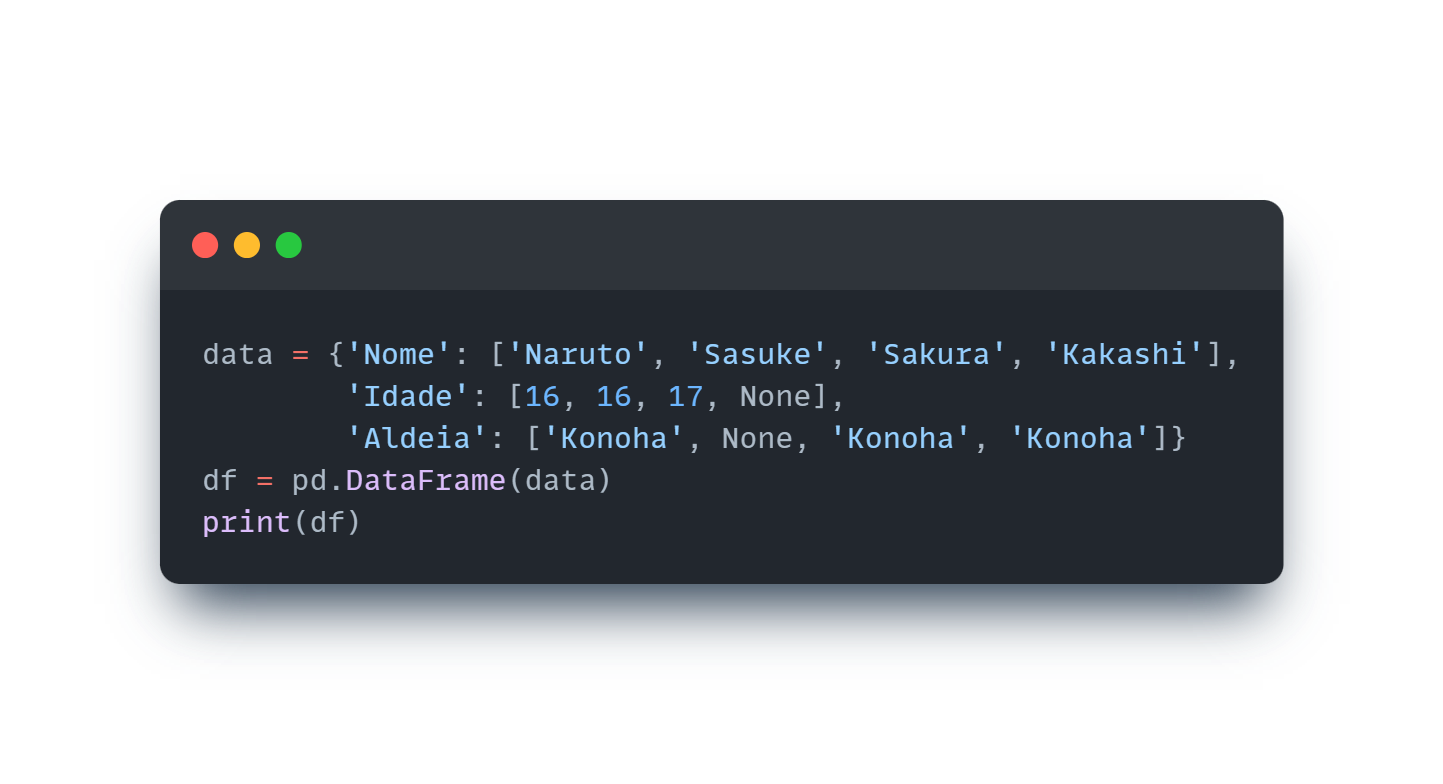 data = {'Nome': ['Naruto', 'Sasuke', 'Sakura', 'Kakashi'],
        'Idade': [16, 16, 17, None],
        'Aldeia': ['Konoha', None, 'Konoha', 'Konoha']}
df = pd.DataFrame(data)
print(df)